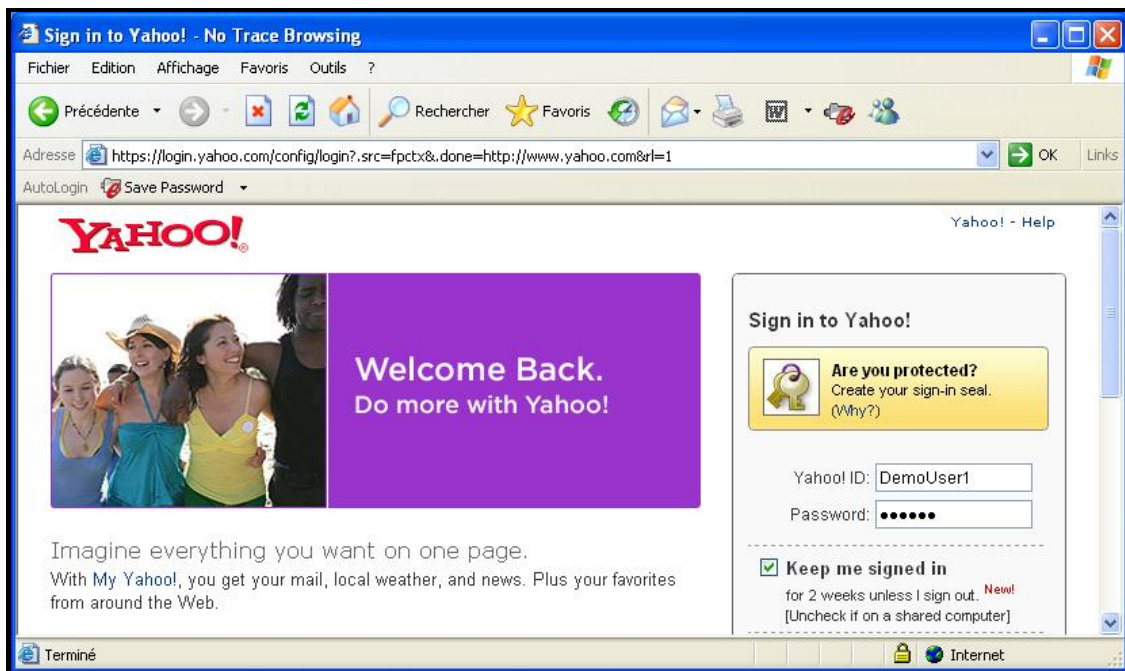 Sign in to Yahoo! - No Trace Browsing
Fichier Edition Affichage Favoris Outils ?
Précédente Rechercher Favoris
Adresse https://login.yahoo.com/config/login?.src=fpctx&.done=http://www.yahoo.com&rl=1 OK Links
AutoLogin Save Password
YAHOO!
Yahoo! - Help
Welcome Back.
Do more with Yahoo!
Imagine everything you want on one page.
With My Yahoo!, you get your mail, local weather, and news. Plus your favorites
from around the Web.
Sign in to Yahoo!
Are you protected?
Create your sign-in seal.
(Why?)
Yahoo! ID: DemoUser1
Password: ●●●●●●
Keep me signed in
for 2 weeks unless I sign out. New!
[Uncheck if on a shared computer]
Terminé Internet